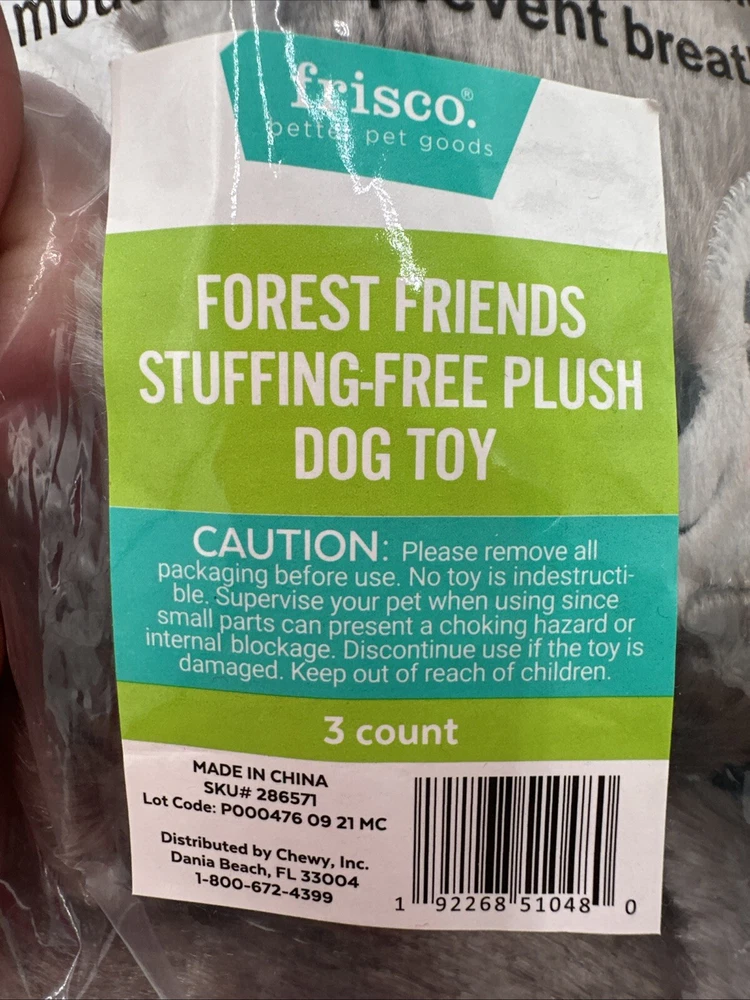 prevent
frisco.®
better pet goods
FOREST FRIENDS
STUFFING-FREE PLUSH
DOG TOY
CAUTION: Please remove all
packaging before use. No toy is indestructi-
ble. Supervise your pet when using since
small parts can present a choking hazard or
internal blockage. Discontinue use if the toy is
damaged. Keep out of reach of children.
3 count
MADE IN CHINA
SKU# 286571
Lot Code: P000476 09 21 MC
Distributed by Chewy, Inc.
Dania Beach, FL 33004
1-800-672-4399
1 92268 51048 0